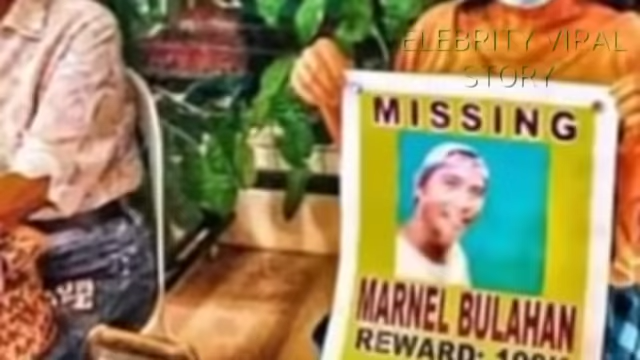 ELEBRITY VIRAL
STORY
MISSING
MARNEL BULAHAN
REWARD: